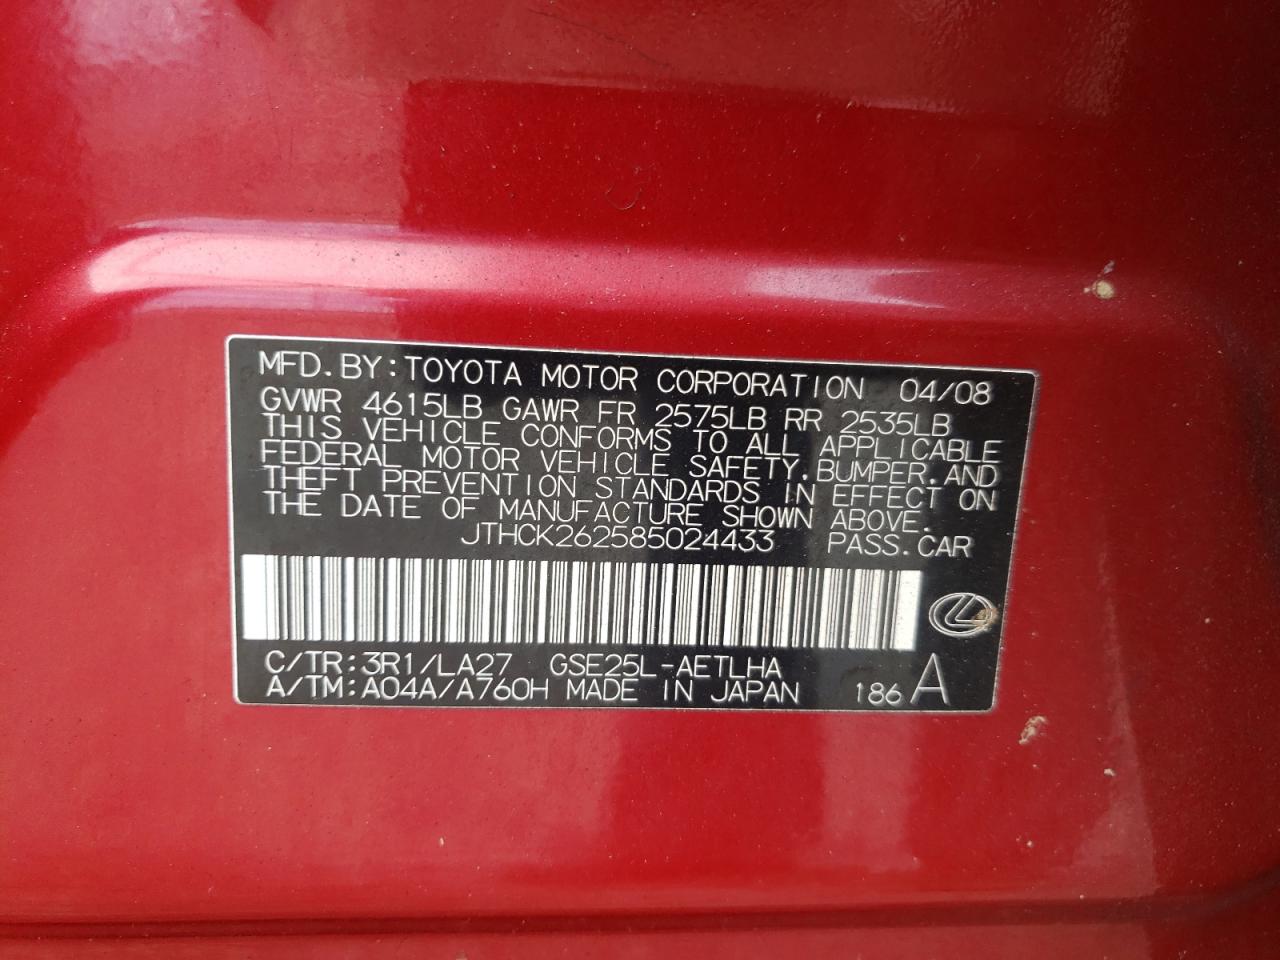 MFD.BY:TOYOTA MOTOR CORPORATION 04/08
GVWR 4615LB GAWR FR 2575LB RR 2535LB
THIS VEHICLE CONFORMS TO ALL APPLICABLE
FEDERAL MOTOR VEHICLE SAFETY,BUMPER,AND
THEFT PREVENTION STANDARDS IN EFFECT ON
THE DATE OF MANUFACTURE SHOWN ABOVE.
JTHCK262585024433 PASS.CAR
C/TR:3R1/LA27 GSE25L-AETLHA
A/TM:A04A/A760H MADE IN JAPAN 186 A